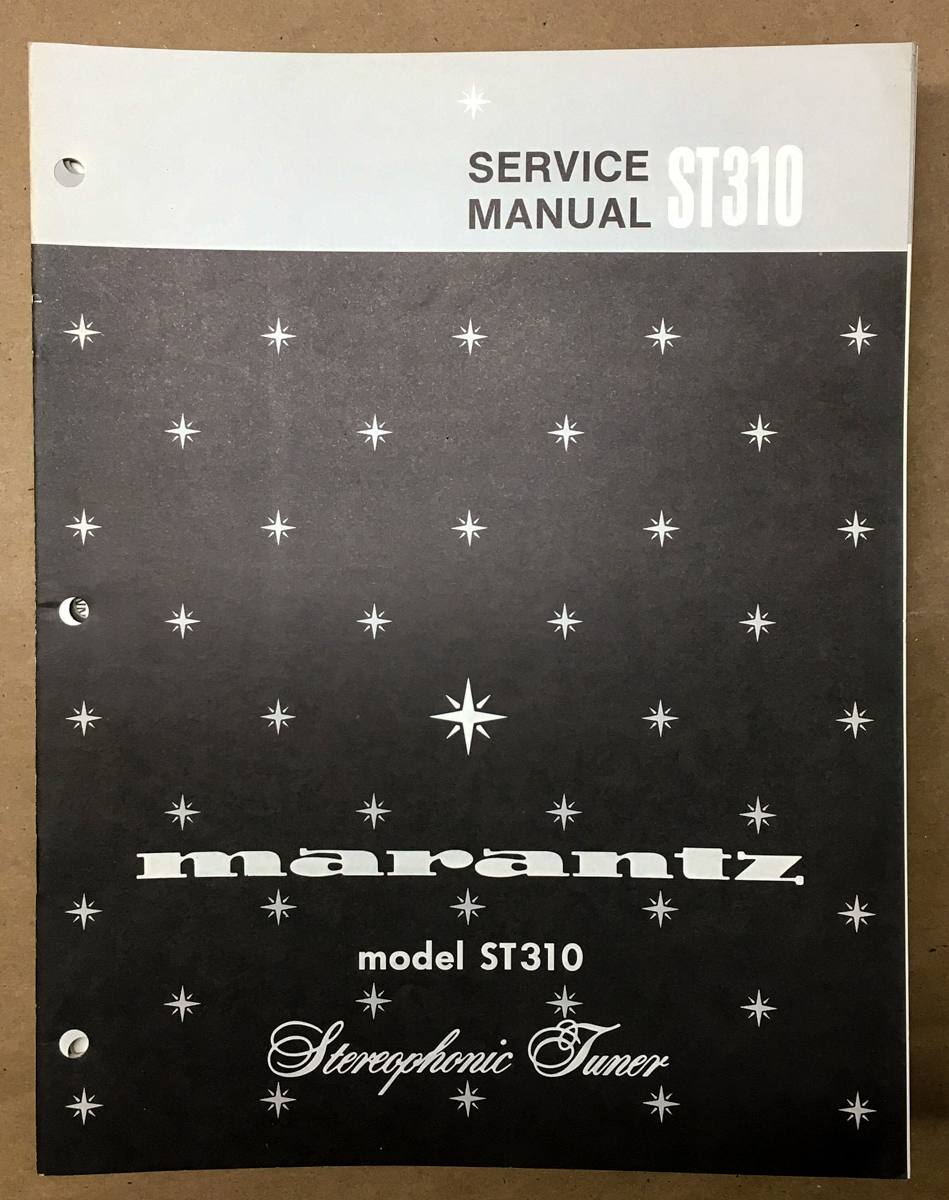 SERVICE
MANUAL ST310
marantz
model ST310
Stereophonic Tuner